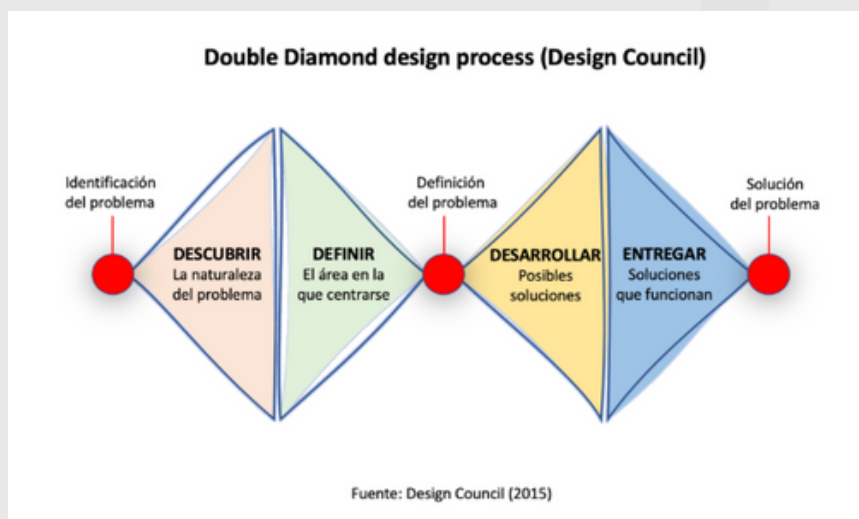 Double Diamond design process (Design Council)
Identificación
del problema
Definición
del problema
Solución
del problema
DESCUBRIR
La naturaleza
del problema
DEFINIR
El área en la
que centrarse
DESARROLLAR
Posibles
soluciones
ENTREGAR
Soluciones
que funcionan
Fuente: Design Council (2015)